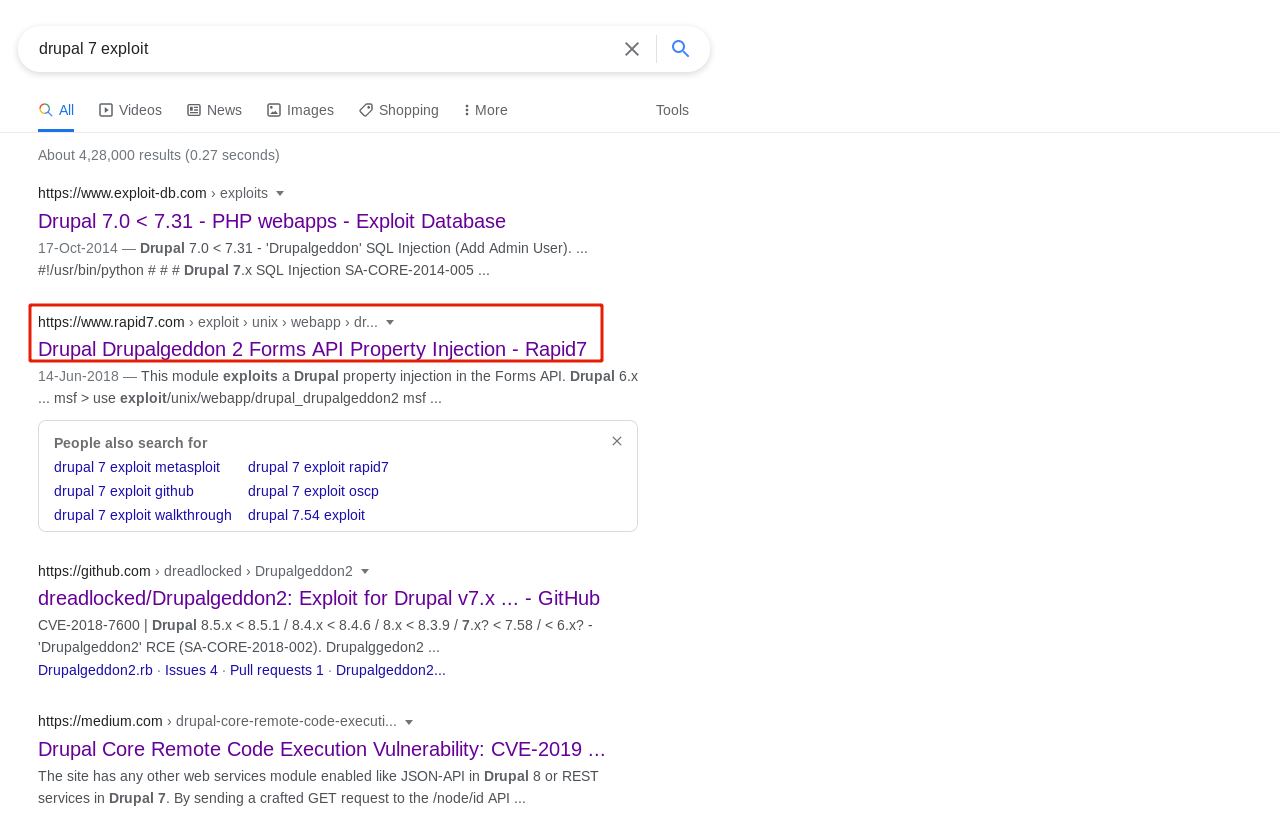 drupal 7 exploit
All Videos News Images Shopping More Tools
About 4,28,000 results (0.27 seconds)
https://www.exploit-db.com › exploits
Drupal 7.0 < 7.31 - PHP webapps - Exploit Database
17-Oct-2014 — Drupal 7.0 < 7.31 - 'Drupalgeddon' SQL Injection (Add Admin User). ...
#!/usr/bin/python # # # Drupal 7.x SQL Injection SA-CORE-2014-005 ...
https://www.rapid7.com › exploit › unix › webapp › dr...
Drupal Drupalgeddon 2 Forms API Property Injection - Rapid7
14-Jun-2018 — This module exploits a Drupal property injection in the Forms API. Drupal 6.x
... msf > use exploit/unix/webapp/drupal_drupalgeddon2 msf ...
People also search for
drupal 7 exploit metasploit drupal 7 exploit rapid7
drupal 7 exploit github drupal 7 exploit oscp
drupal 7 exploit walkthrough drupal 7.54 exploit
https://github.com › dreadlocked › Drupalgeddon2
dreadlocked/Drupalgeddon2: Exploit for Drupal v7.x ... - GitHub
CVE-2018-7600 | Drupal 8.5.x < 8.5.1 / 8.4.x < 8.4.6 / 8.x < 8.3.9 / 7.x? < 7.58 / < 6.x? -
'Drupalgeddon2' RCE (SA-CORE-2018-002). Drupalggedon2 ...
Drupalgeddon2.rb · Issues 4 · Pull requests 1 · Drupalgeddon2...
https://medium.com › drupal-core-remote-code-executi...
Drupal Core Remote Code Execution Vulnerability: CVE-2019 ...
The site has any other web services module enabled like JSON-API in Drupal 8 or REST
services in Drupal 7. By sending a crafted GET request to the /node/id API ...